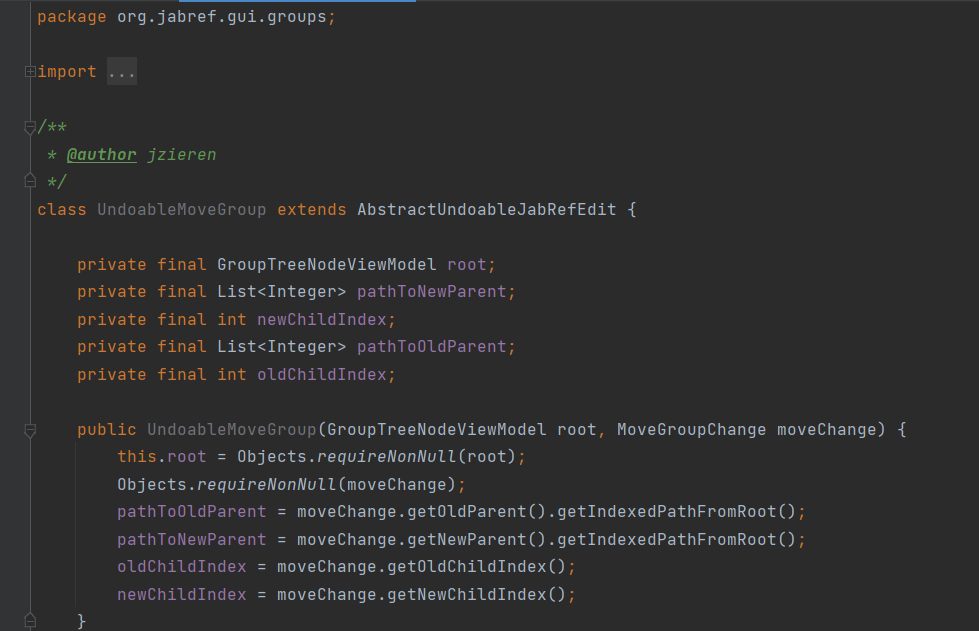 package org.jabref.gui.groups;
import ...
/**
 * @author jzieren
 */
class UndoableMoveGroup extends AbstractUndoableJabRefEdit {
    private final GroupTreeNodeViewModel root;
    private final List<Integer> pathToNewParent;
    private final int newChildIndex;
    private final List<Integer> pathToOldParent;
    private final int oldChildIndex;
    public UndoableMoveGroup(GroupTreeNodeViewModel root, MoveGroupChange moveChange) {
        this.root = Objects.requireNonNull(root);
        Objects.requireNonNull(moveChange);
        pathToOldParent = moveChange.getOldParent().getIndexedPathFromRoot();
        pathToNewParent = moveChange.getNewParent().getIndexedPathFromRoot();
        oldChildIndex = moveChange.getOldChildIndex();
        newChildIndex = moveChange.getNewChildIndex();
    }